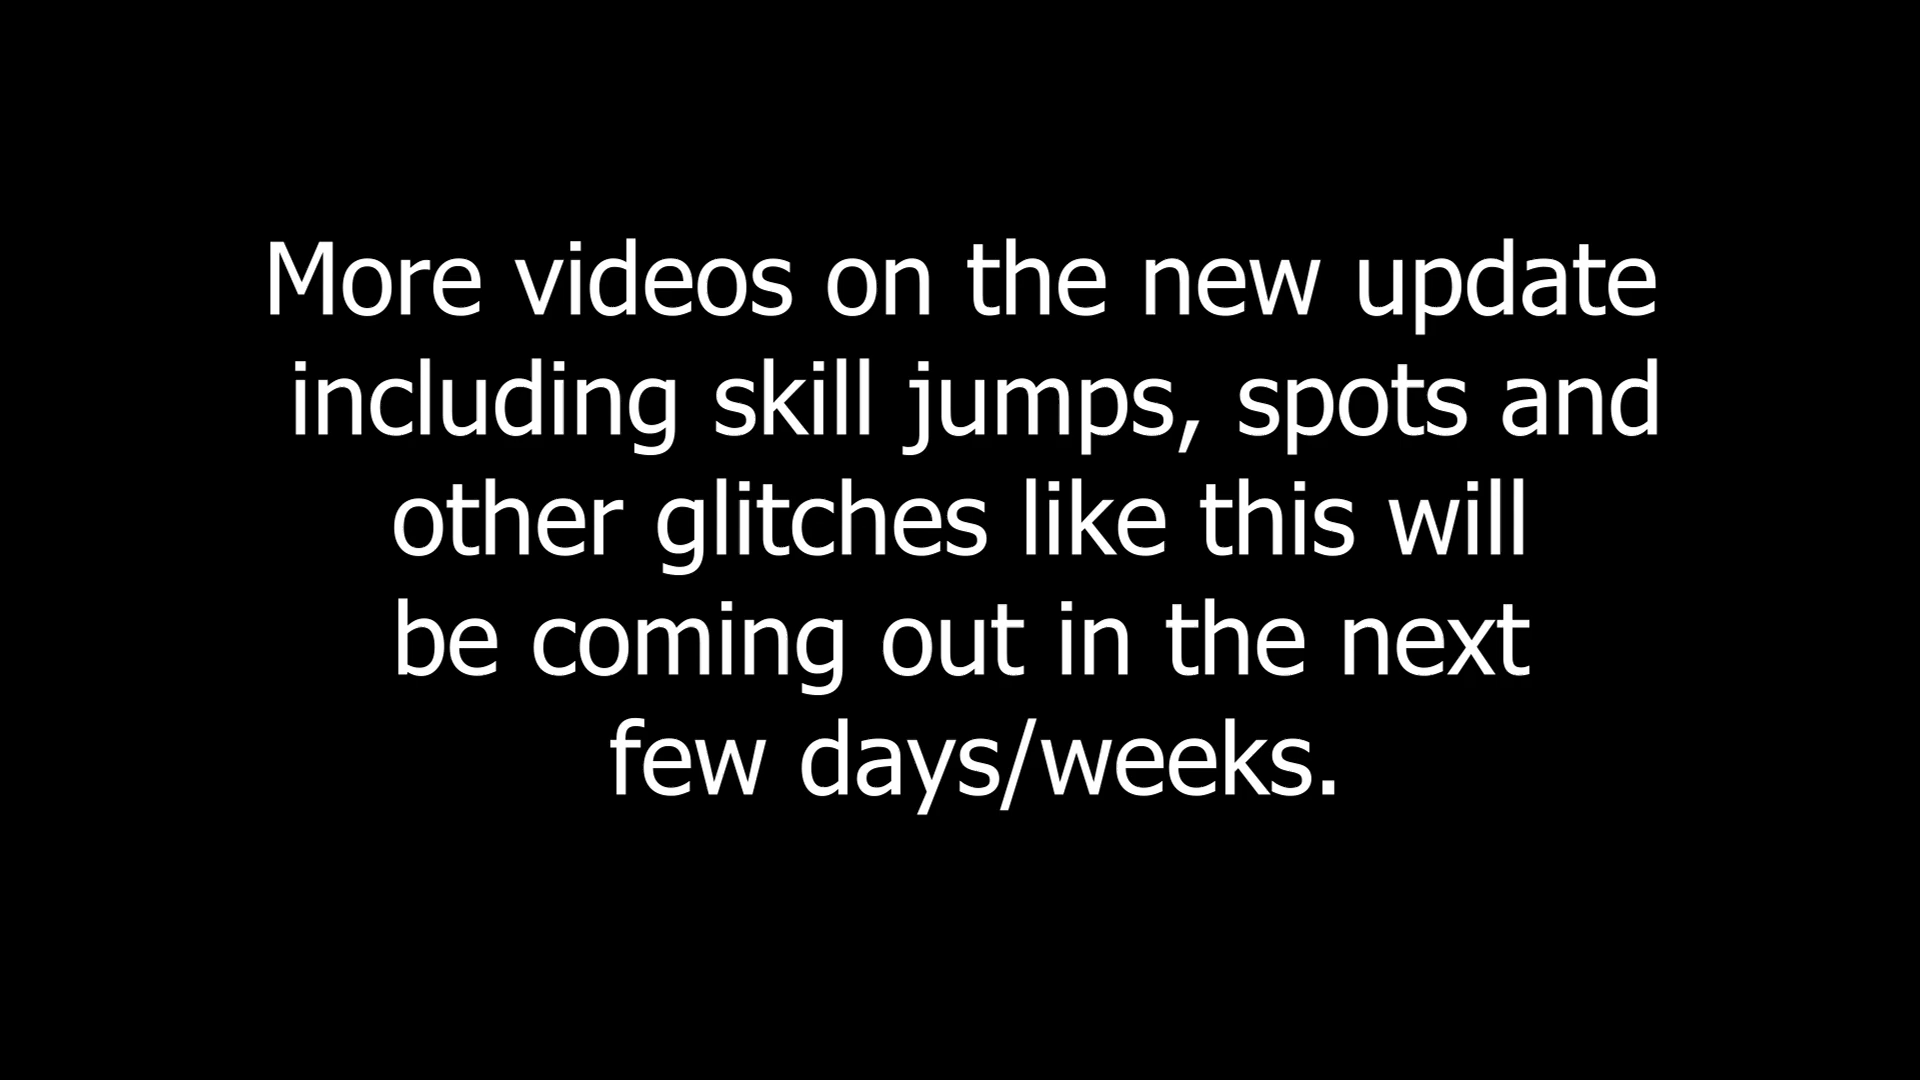 More videos on the new update
including skill jumps, spots and
other glitches like this will
be coming out in the next
few days/weeks.